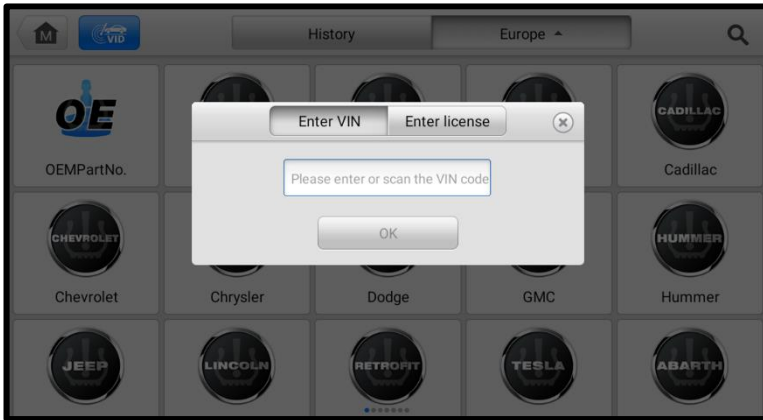 M
VID
History
Europe
OE
CADILLAC
OEMPartNo.
Cadillac
Enter VIN
Enter license
Please enter or scan the VIN code
OK
CHEVROLET
HUMMER
Chevrolet
Chrysler
Dodge
GMC
Hummer
JEEP
LINCOLN
RETROFIT
TESLA
ABARTH